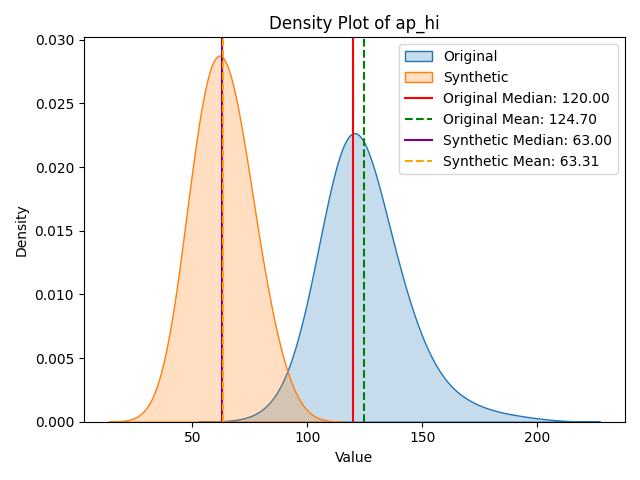 Density Plot of ap_hi
0.030
0.025
0.020
0.015
0.010
0.005
0.000
Density
50
100
150
200
Value
Original
Synthetic
Original Median: 120.00
Original Mean: 124.70
Synthetic Median: 63.00
Synthetic Mean: 63.31